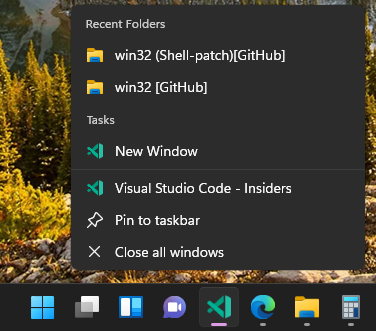 Recent Folders
win32 (Shell-patch)[GitHub]
win32 [GitHub]
Tasks
New Window
Visual Studio Code - Insiders
Pin to taskbar
Close all windows